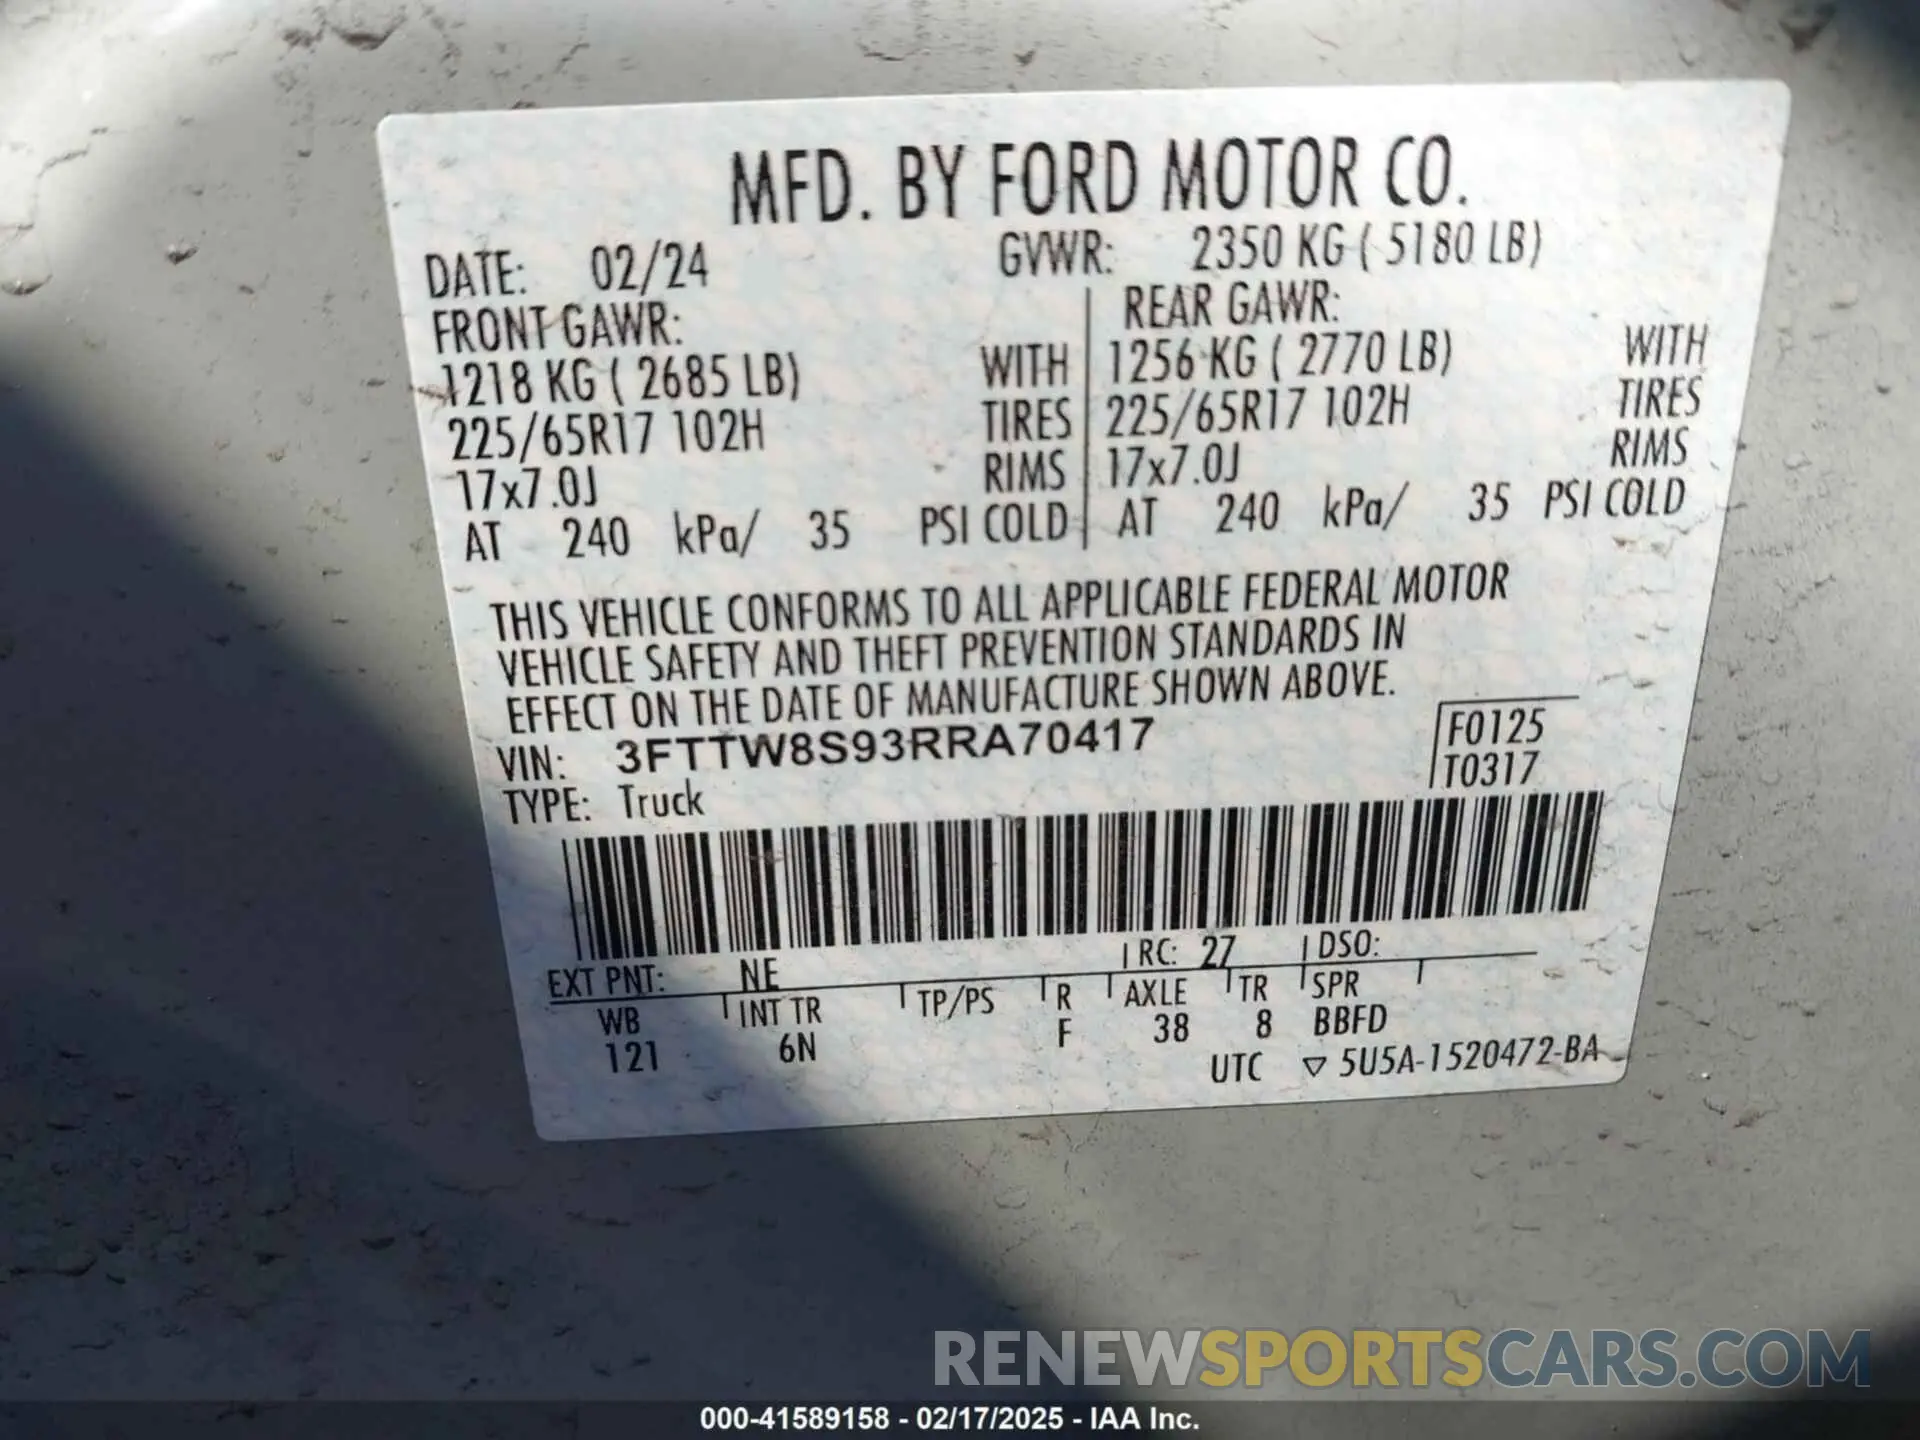 MFD. BY FORD MOTOR CO.
DATE: 02/24 GVWR: 2350 KG ( 5180 LB)
FRONT GAWR: REAR GAWR:
1218 KG ( 2685 LB) WITH 1256 KG ( 2770 LB) WITH
225/65R17 102H TIRES 225/65R17 102H TIRES
17x7.0J RIMS 17x7.0J RIMS
AT 240 kPa/ 35 PSI COLD AT 240 kPa/ 35 PSI COLD
THIS VEHICLE CONFORMS TO ALL APPLICABLE FEDERAL MOTOR
VEHICLE SAFETY AND THEFT PREVENTION STANDARDS IN
EFFECT ON THE DATE OF MANUFACTURE SHOWN ABOVE.
VIN: 3FTTW8S93RRA70417 F0125
TYPE: Truck T0317
EXT PNT: NE RC: 27 DSO:
WB INT TR TP/PS R AXLE TR SPR
121 6N F 38 8 BBFD
UTC ▽ 5U5A-1520472-BA
RENEWSPORTSCARS.COM
000-41589158 - 02/17/2025 - IAA Inc.